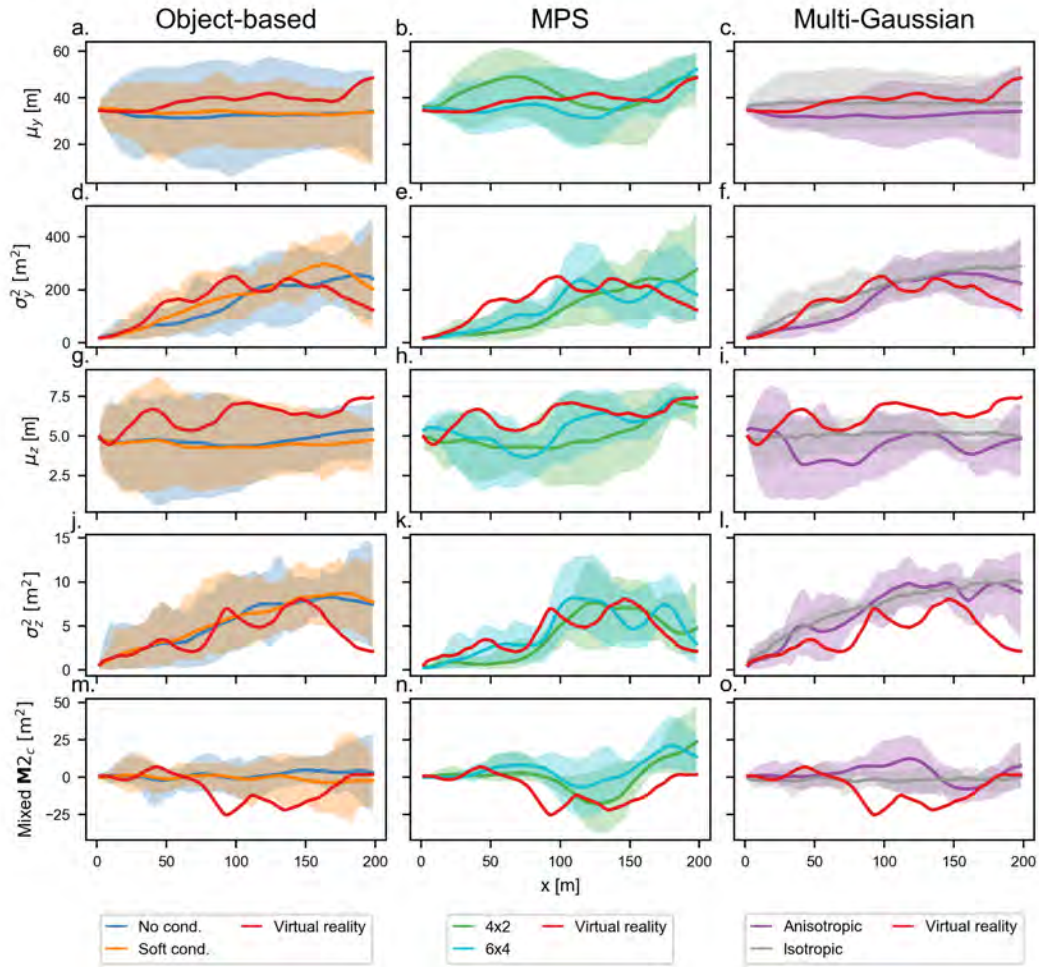 Object-based MPS Multi-Gaussian
a. b. c.
60
40
20
μy [m]
d. e. f.
400
200
0
σ²y [m²]
g. h. i.
7.5
5.0
2.5
μz [m]
j. k. l.
15
10
5
0
σ²z [m²]
m. n. o.
50
25
0
−25
Mixed M2c [m²]
0 50 100 150 200 0 50 100 150 200 0 50 100 150 200
x [m]
No cond. Virtual reality 4x2 Virtual reality Anisotropic Virtual reality
Soft cond. 6x4 Isotropic